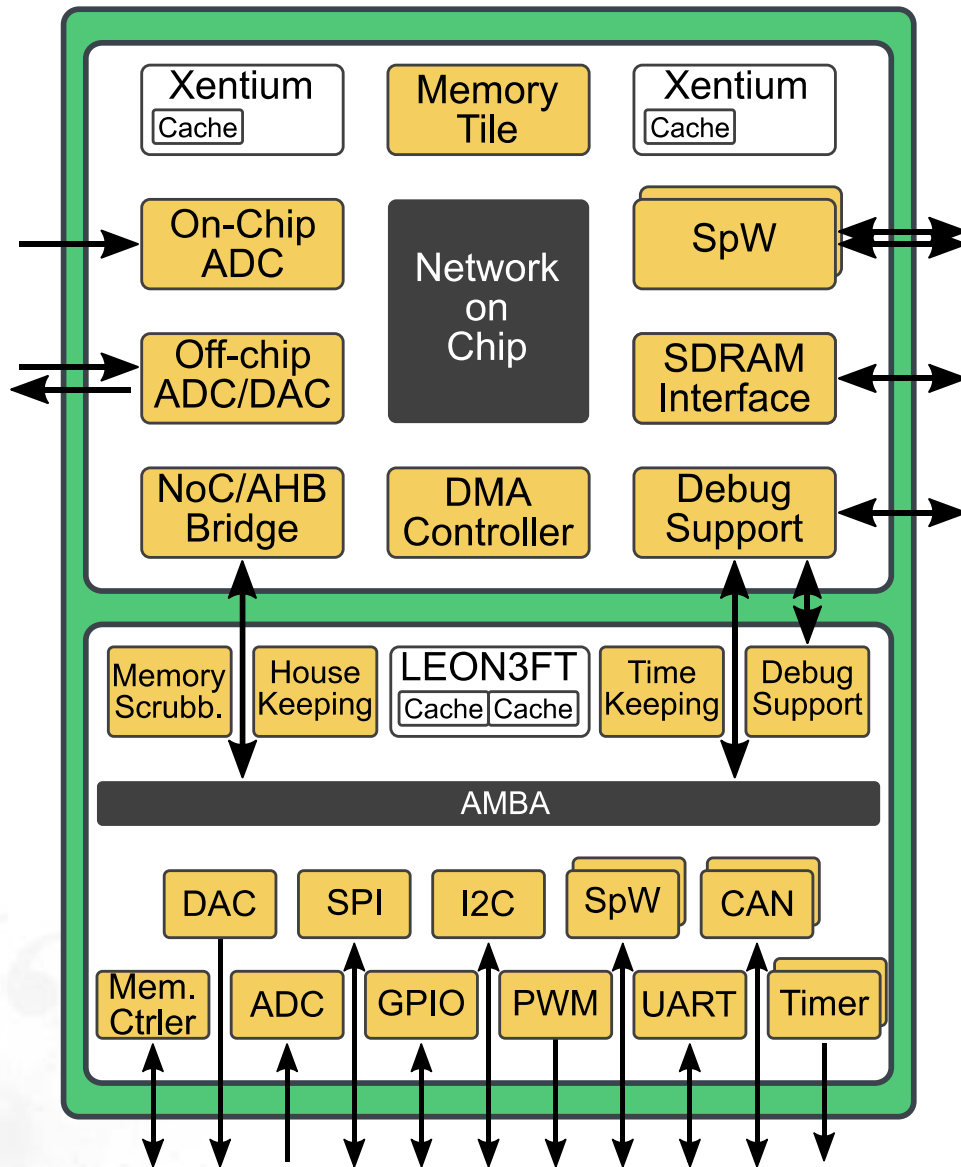 Xentium
Cache
Memory
Tile
Xentium
Cache
On-Chip
ADC
Network
on
Chip
SpW
Off-chip
ADC/DAC
SDRAM
Interface
NoC/AHB
Bridge
DMA
Controller
Debug
Support
Memory
Scrubb.
House
Keeping
LEON3FT
Cache Cache
Time
Keeping
Debug
Support
AMBA
DAC
SPI
I2C
SpW
CAN
Mem.
Ctrler
ADC
GPIO
PWM
UART
Timer